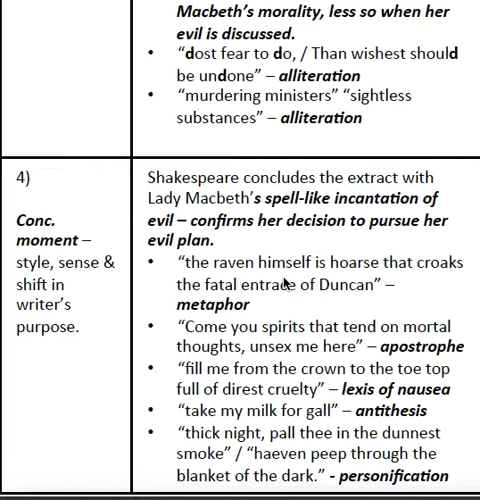 Macbeth's morality, less so when her
evil is discussed.
• "dost fear to do, / Than wishest should
be undone" – alliteration
• "murdering ministers" "sightless
substances" – alliteration
4)
Conc.
moment –
style, sense &
shift in
writer's
purpose.
Shakespeare concludes the extract with
Lady Macbeth's spell-like incantation of
evil – confirms her decision to pursue her
evil plan.
• "the raven himself is hoarse that croaks
the fatal entrace of Duncan" –
metaphor
• "Come you spirits that tend on mortal
thoughts, unsex me here" – apostrophe
• "fill me from the crown to the toe top
full of direst cruelty" – lexis of nausea
• "take my milk for gall" – antithesis
• "thick night, pall thee in the dunnest
smoke" / "haeven peep through the
blanket of the dark." - personification